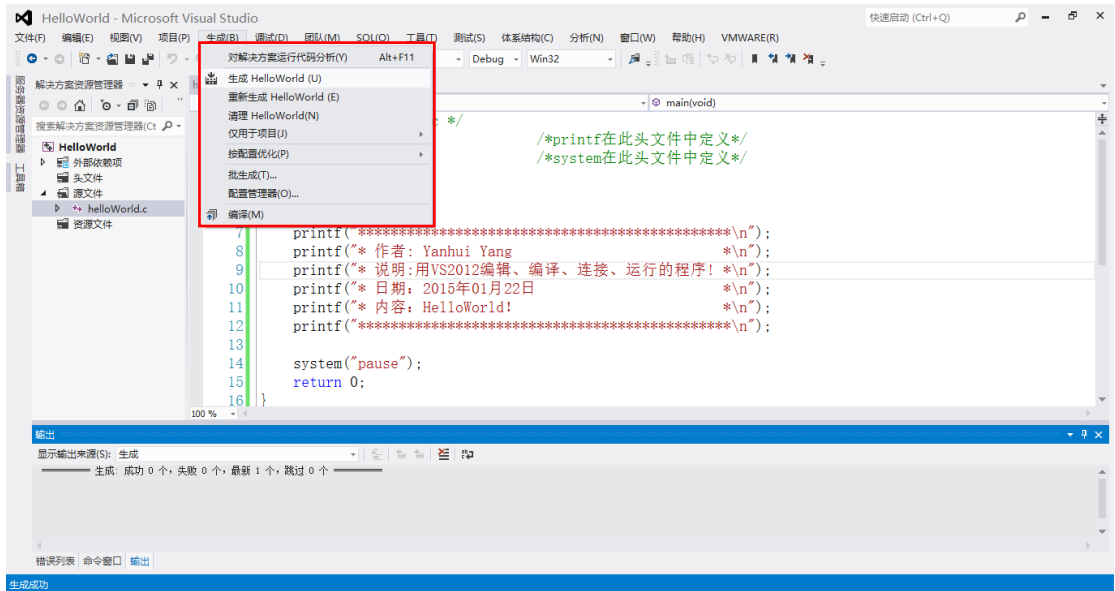 HelloWorld - Microsoft Visual Studio
快速启动 (Ctrl+Q)
文件(F) 编辑(E) 视图(V) 项目(P) 生成(B) 调试(D) 团队(M) SQL(Q) 工具(T) 测试(S) 体系结构(C) 分析(N) 窗口(W) 帮助(H) VMWARE(R)
Debug Win32
对解决方案运行代码分析(Y) Alt+F11
生成 HelloWorld (U)
重新生成 HelloWorld (E)
清理 HelloWorld(N)
仅用于项目(J)
按配置优化(P)
批生成(T)...
配置管理器(O)...
编译(M)
服务器资源管理器
工具箱
解决方案资源管理器
搜索解决方案资源管理器(Ct
HelloWorld
外部依赖项
头文件
源文件
helloWorld.c
资源文件
main(void)
c */
/*printf在此头文件中定义*/
/*system在此头文件中定义*/
7 printf("**********************************************\n");
8 printf("* 作者: Yanhui Yang *\n");
9 printf("* 说明:用VS2012编辑、编译、连接、运行的程序! *\n");
10 printf("* 日期: 2015年01月22日 *\n");
11 printf("* 内容: HelloWorld! *\n");
12 printf("**********************************************\n");
13
14 system("pause");
15 return 0;
16 }
100 %
输出
显示输出来源(S): 生成
========== 生成: 成功 0 个，失败 0 个，最新 1 个，跳过 0 个 ==========
错误列表 命令窗口 输出
生成成功